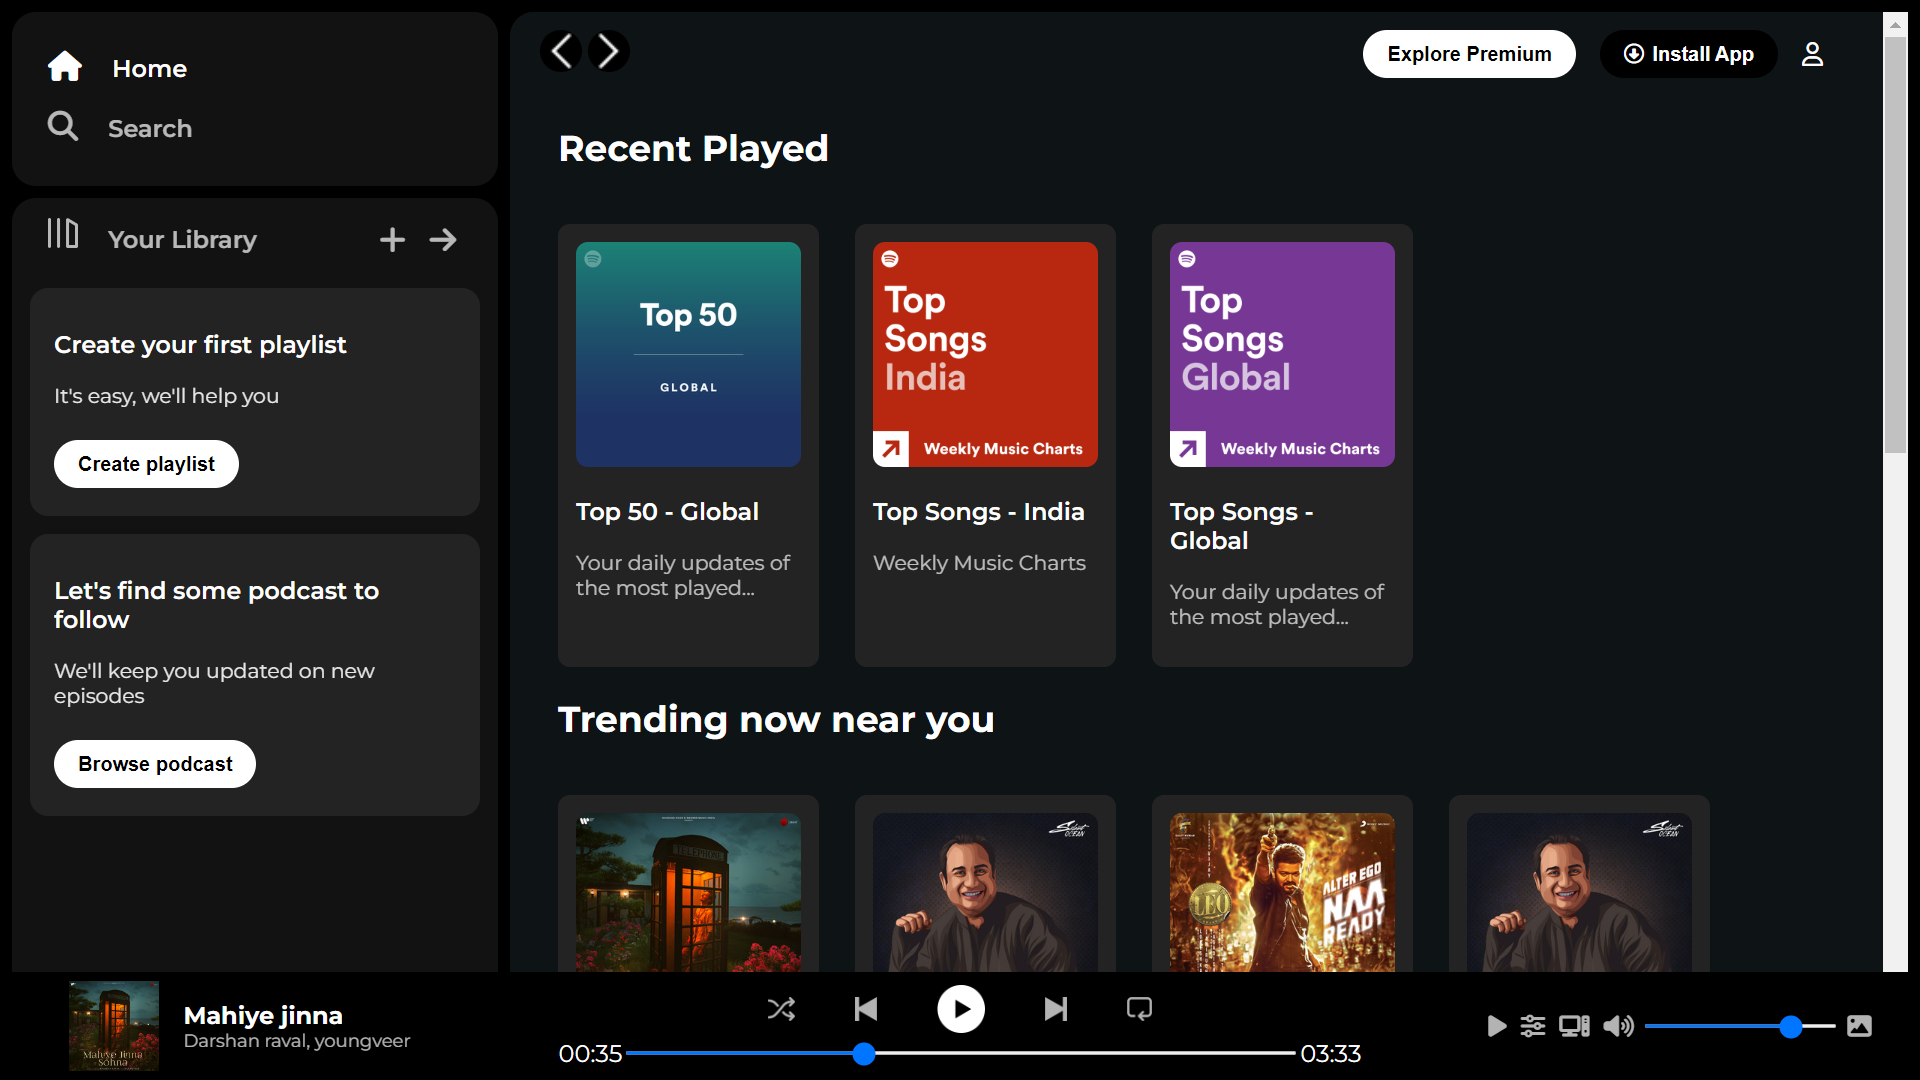 Home
Search
Your Library
Create your first playlist
It's easy, we'll help you
Create playlist
Let's find some podcast to
follow
We'll keep you updated on new
episodes
Browse podcast
Explore Premium
Install App
Recent Played
Top 50
GLOBAL
Top 50 - Global
Your daily updates of
the most played...
Top
Songs
India
Weekly Music Charts
Top Songs - India
Weekly Music Charts
Top
Songs
Global
Weekly Music Charts
Top Songs -
Global
Your daily updates of
the most played...
Trending now near you
TELEPHONE
OCEAN
LEO
ALTER EGO
NAA
READY
OCEAN
Mahiye Jinna
Sohna
Mahiye jinna
Darshan raval, youngveer
00:35
03:33